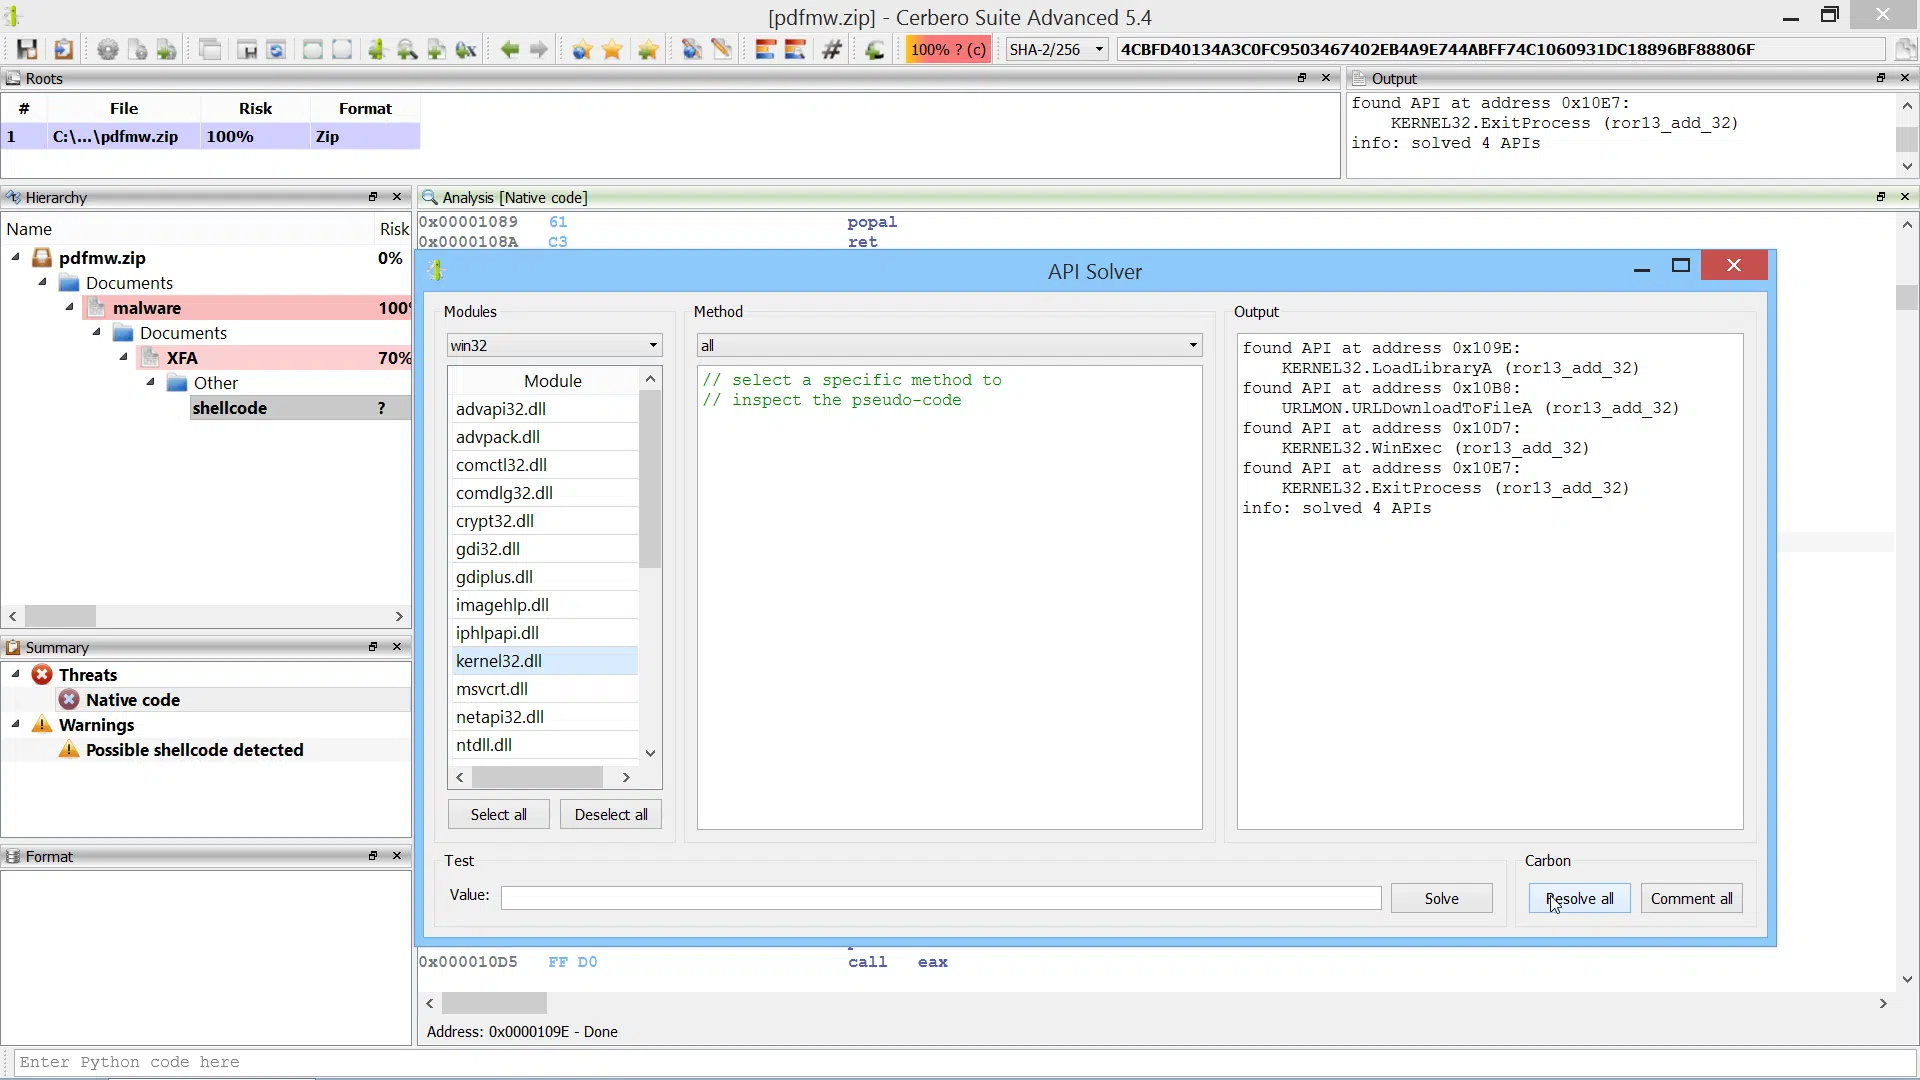 [pdfmw.zip] - Cerbero Suite Advanced 5.4
100% ? (c)
SHA-2/256
4CBFD40134A3C0FC9503467402EB4A9E744ABFF74C1060931DC18896BF88806F
Roots
# File Risk Format
1 C:\...\pdfmw.zip 100% Zip
Output
found API at address 0x10E7:
KERNEL32.ExitProcess (ror13_add_32)
info: solved 4 APIs
Hierarchy
Name Risk
pdfmw.zip 0%
Documents
malware 100%
Documents
XFA 70%
Other
shellcode ?
Summary
Threats
Native code
Warnings
Possible shellcode detected
Format
Analysis [Native code]
0x00001089 61 popal
0x0000108A C3 ret
API Solver
Modules
win32
Module
advapi32.dll
advpack.dll
comctl32.dll
comdlg32.dll
crypt32.dll
gdi32.dll
gdiplus.dll
imagehlp.dll
iphlpapi.dll
kernel32.dll
msvcrt.dll
netapi32.dll
ntdll.dll
Select all
Deselect all
Method
all
// select a specific method to
// inspect the pseudo-code
Output
found API at address 0x109E:
KERNEL32.LoadLibraryA (ror13_add_32)
found API at address 0x10B8:
URLMON.URLDownloadToFileA (ror13_add_32)
found API at address 0x10D7:
KERNEL32.WinExec (ror13_add_32)
found API at address 0x10E7:
KERNEL32.ExitProcess (ror13_add_32)
info: solved 4 APIs
Test
Value:
Solve
Carbon
Resolve all
Comment all
0x000010D5 FF D0 call eax
Address: 0x0000109E - Done
Enter Python code here